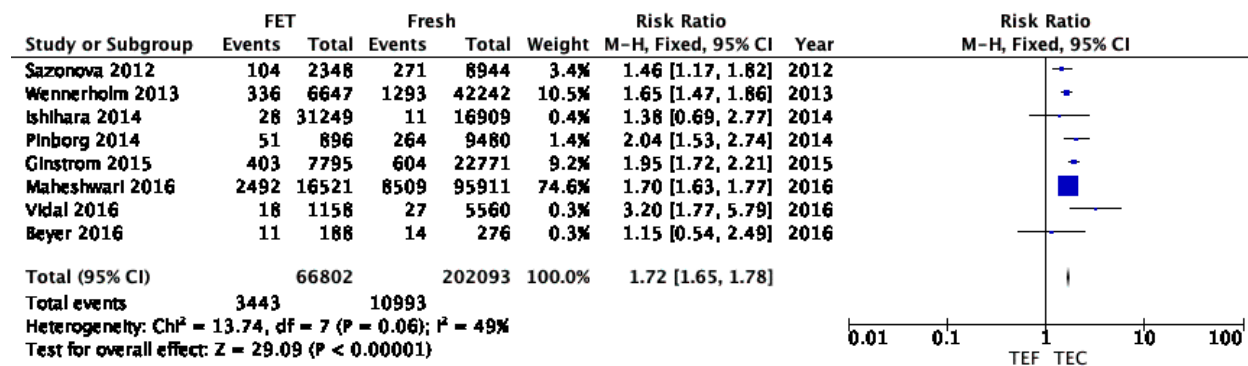 FET Fresh Risk Ratio Risk Ratio
Study or Subgroup Events Total Events Total Weight M-H, Fixed, 95% CI Year M-H, Fixed, 95% CI
Sazonova 2012 104 2348 271 8944 3.4% 1.46 [1.17, 1.82] 2012
Wennerholm 2013 336 6647 1293 42242 10.5% 1.65 [1.47, 1.86] 2013
Ishihara 2014 28 31249 11 16909 0.4% 1.38 [0.69, 2.77] 2014
Pinborg 2014 51 896 264 9480 1.4% 2.04 [1.53, 2.74] 2014
Ginstrom 2015 403 7795 604 22771 9.2% 1.95 [1.72, 2.21] 2015
Maheshwari 2016 2492 16521 8509 95911 74.6% 1.70 [1.63, 1.77] 2016
Vidal 2016 18 1158 27 5560 0.3% 3.20 [1.77, 5.79] 2016
Beyer 2016 11 188 14 276 0.3% 1.15 [0.54, 2.49] 2016
Total (95% CI) 66802 202093 100.0% 1.72 [1.65, 1.78]
Total events 3443 10993
Heterogeneity: Chi² = 13.74, df = 7 (P = 0.06); I² = 49%
Test for overall effect: Z = 29.09 (P < 0.00001)
0.01 0.1 1 10 100
TEF TEC